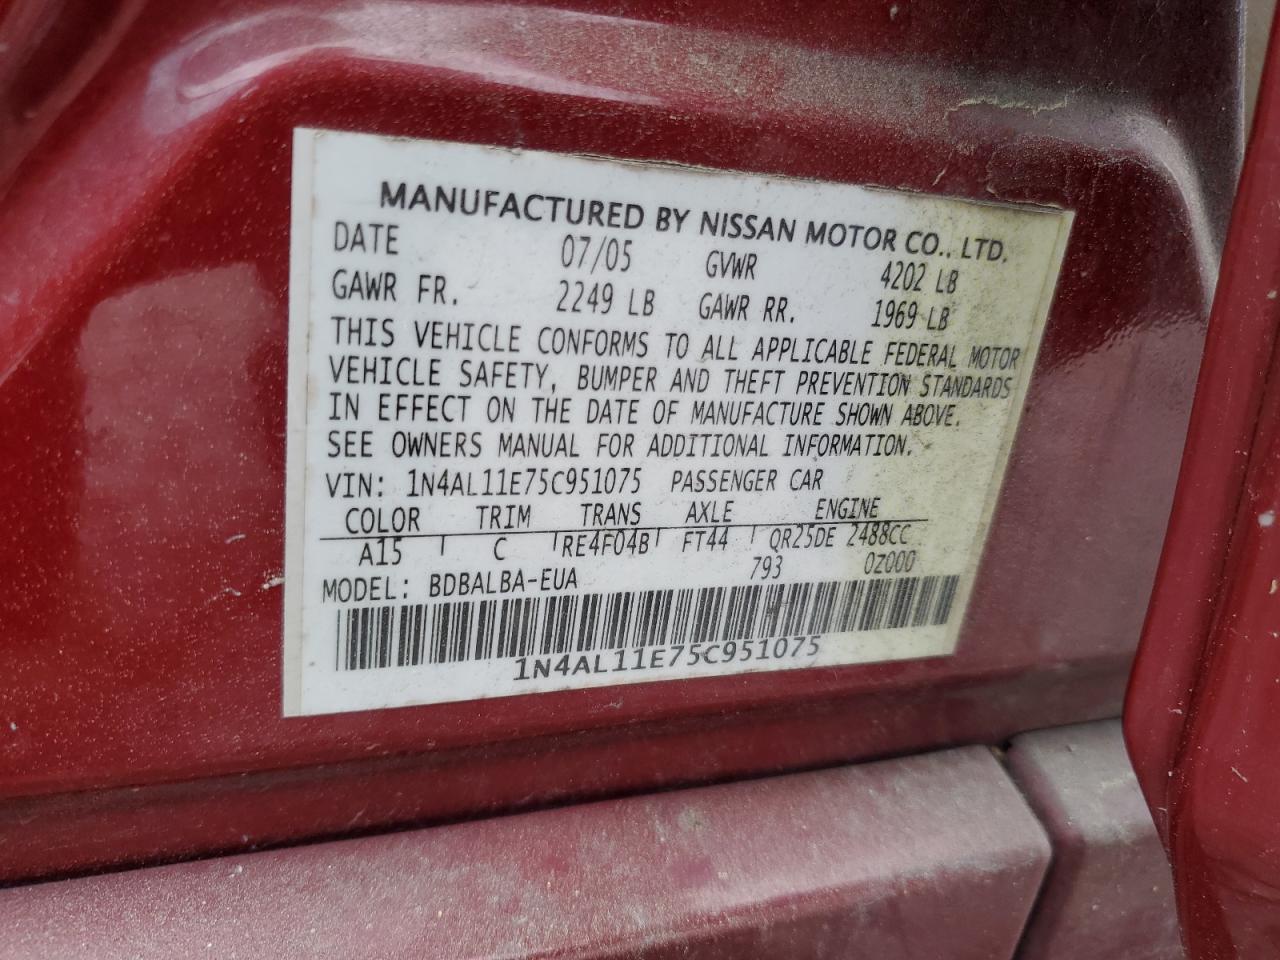 MANUFACTURED BY NISSAN MOTOR CO., LTD.
DATE 07/05 GVWR 4202 LB
GAWR FR. 2249 LB GAWR RR. 1969 LB
THIS VEHICLE CONFORMS TO ALL APPLICABLE FEDERAL MOTOR
VEHICLE SAFETY, BUMPER AND THEFT PREVENTION STANDARDS
IN EFFECT ON THE DATE OF MANUFACTURE SHOWN ABOVE.
SEE OWNERS MANUAL FOR ADDITIONAL INFORMATION.
VIN: 1N4AL11E75C951075 PASSENGER CAR
COLOR TRIM TRANS AXLE ENGINE
A15 C RE4F04B FT44 QR25DE 2488CC
MODEL: BDBALBA-EUA 793 0Z000
1N4AL11E75C951075